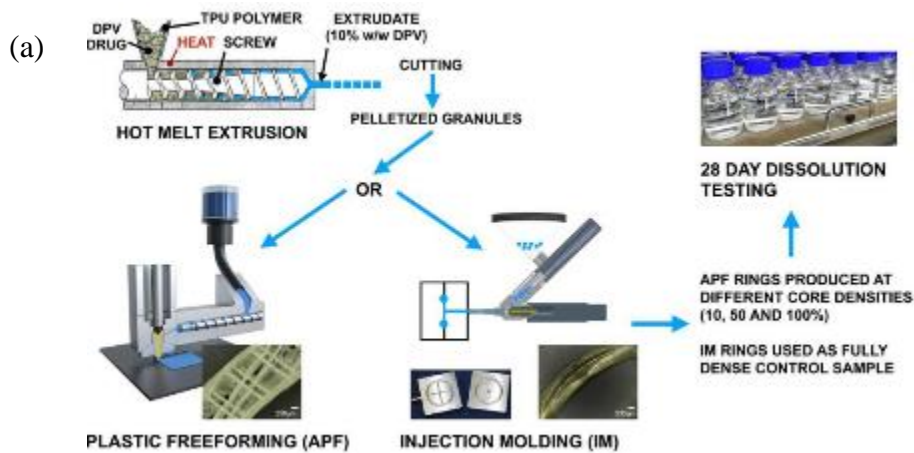 (a)
DPV
DRUG
TPU POLYMER
HEAT
SCREW
EXTRUDATE
(10% w/w DPV)
HOT MELT EXTRUSION
CUTTING
PELLETIZED GRANULES
OR
28 DAY DISSOLUTION
TESTING
APF RINGS PRODUCED AT
DIFFERENT CORE DENSITIES
(10, 50 AND 100%)
IM RINGS USED AS FULLY
DENSE CONTROL SAMPLE
PLASTIC FREEFORMING (APF)
INJECTION MOLDING (IM)